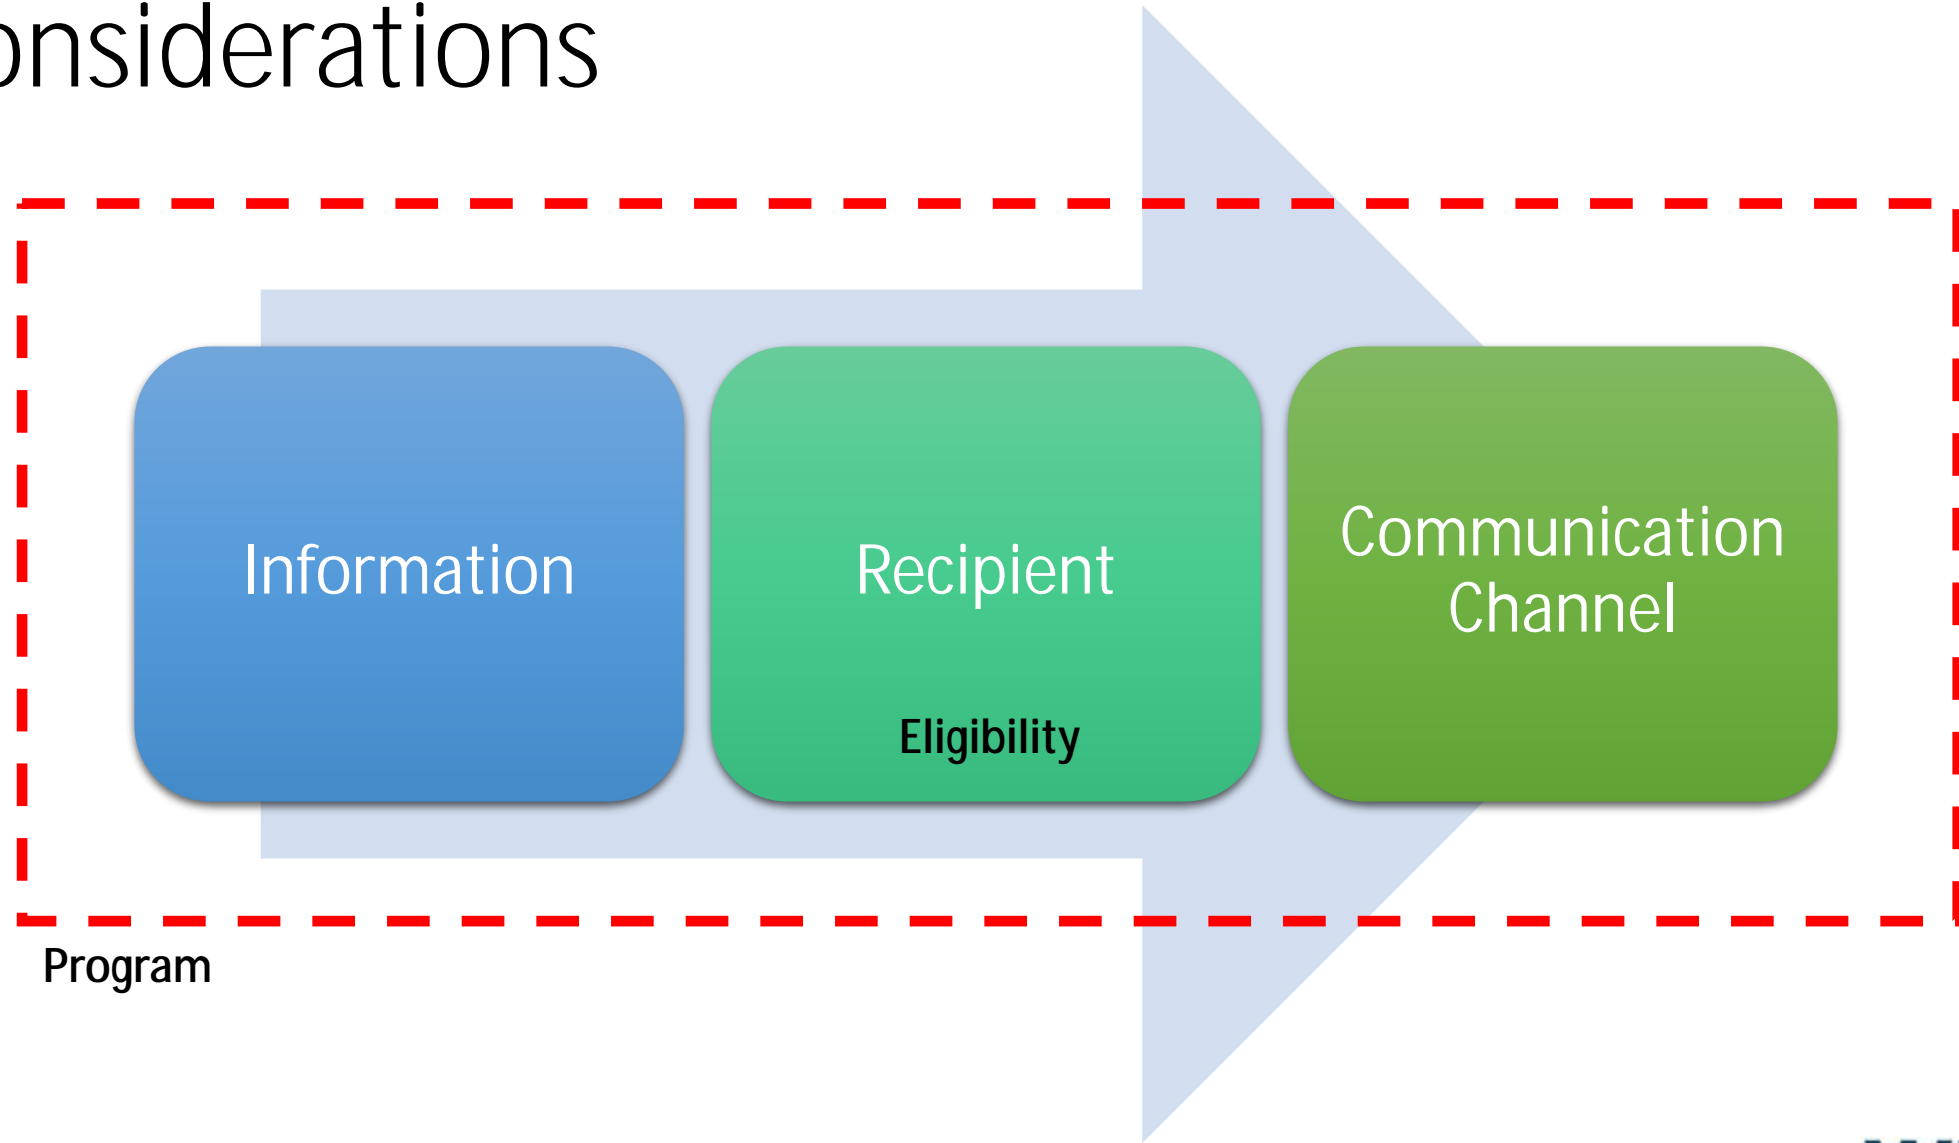 onsiderations
Information
Recipient
Eligibility
Communication
Channel
Program